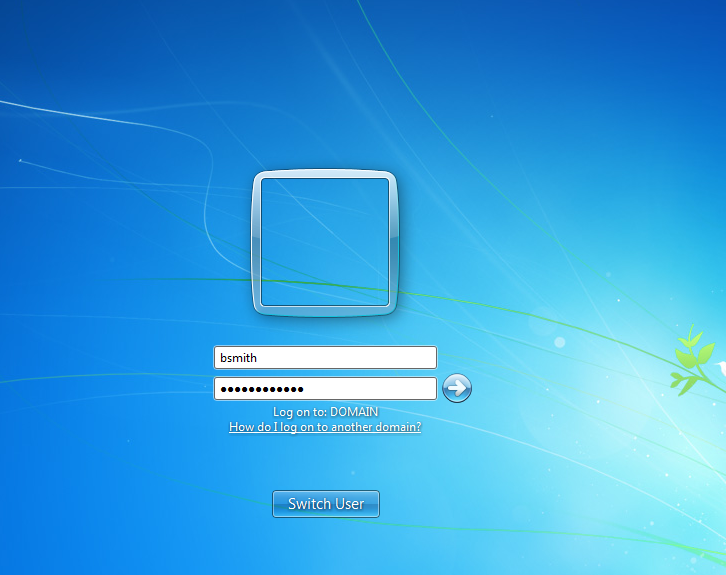 bsmith
●●●●●●●●●●●●
Log on to: DOMAIN
How do I log on to another domain?
Switch User